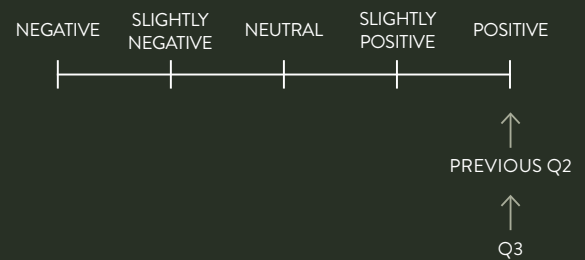 NEGATIVE
SLIGHTLY
NEGATIVE
NEUTRAL
SLIGHTLY
POSITIVE
POSITIVE
PREVIOUS Q2
Q3